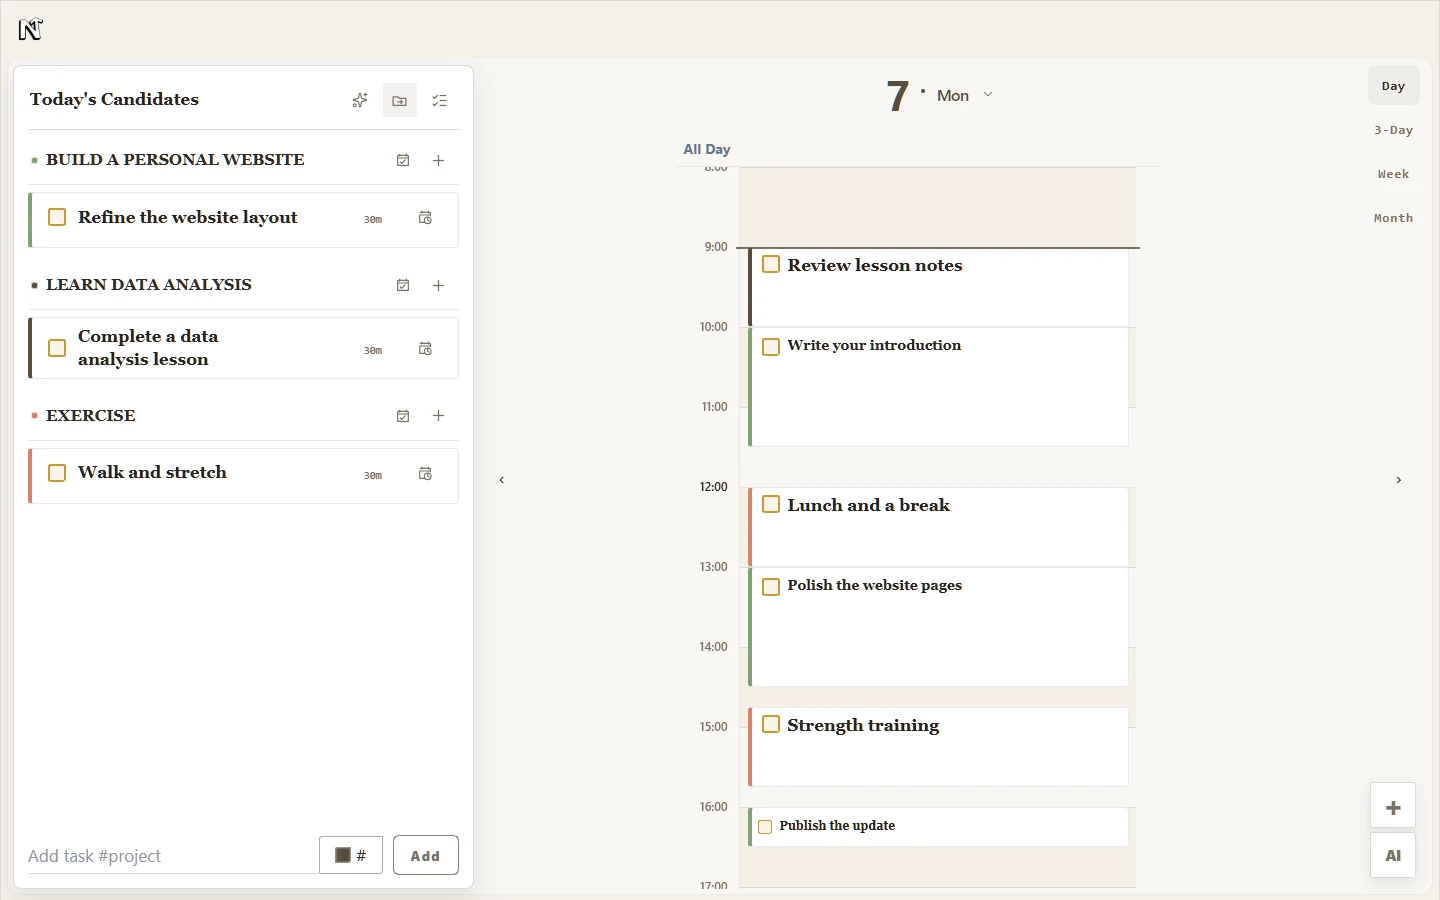 N
Today's Candidates
BUILD A PERSONAL WEBSITE
Refine the website layout
30m
LEARN DATA ANALYSIS
Complete a data
analysis lesson
30m
EXERCISE
Walk and stretch
30m
Add task #project
#
Add
7 · Mon
All Day
8:00
9:00
Review lesson notes
10:00
Write your introduction
11:00
12:00
Lunch and a break
13:00
Polish the website pages
14:00
15:00
Strength training
16:00
Publish the update
17:00
‹
›
Day
3-Day
Week
Month
+
AI